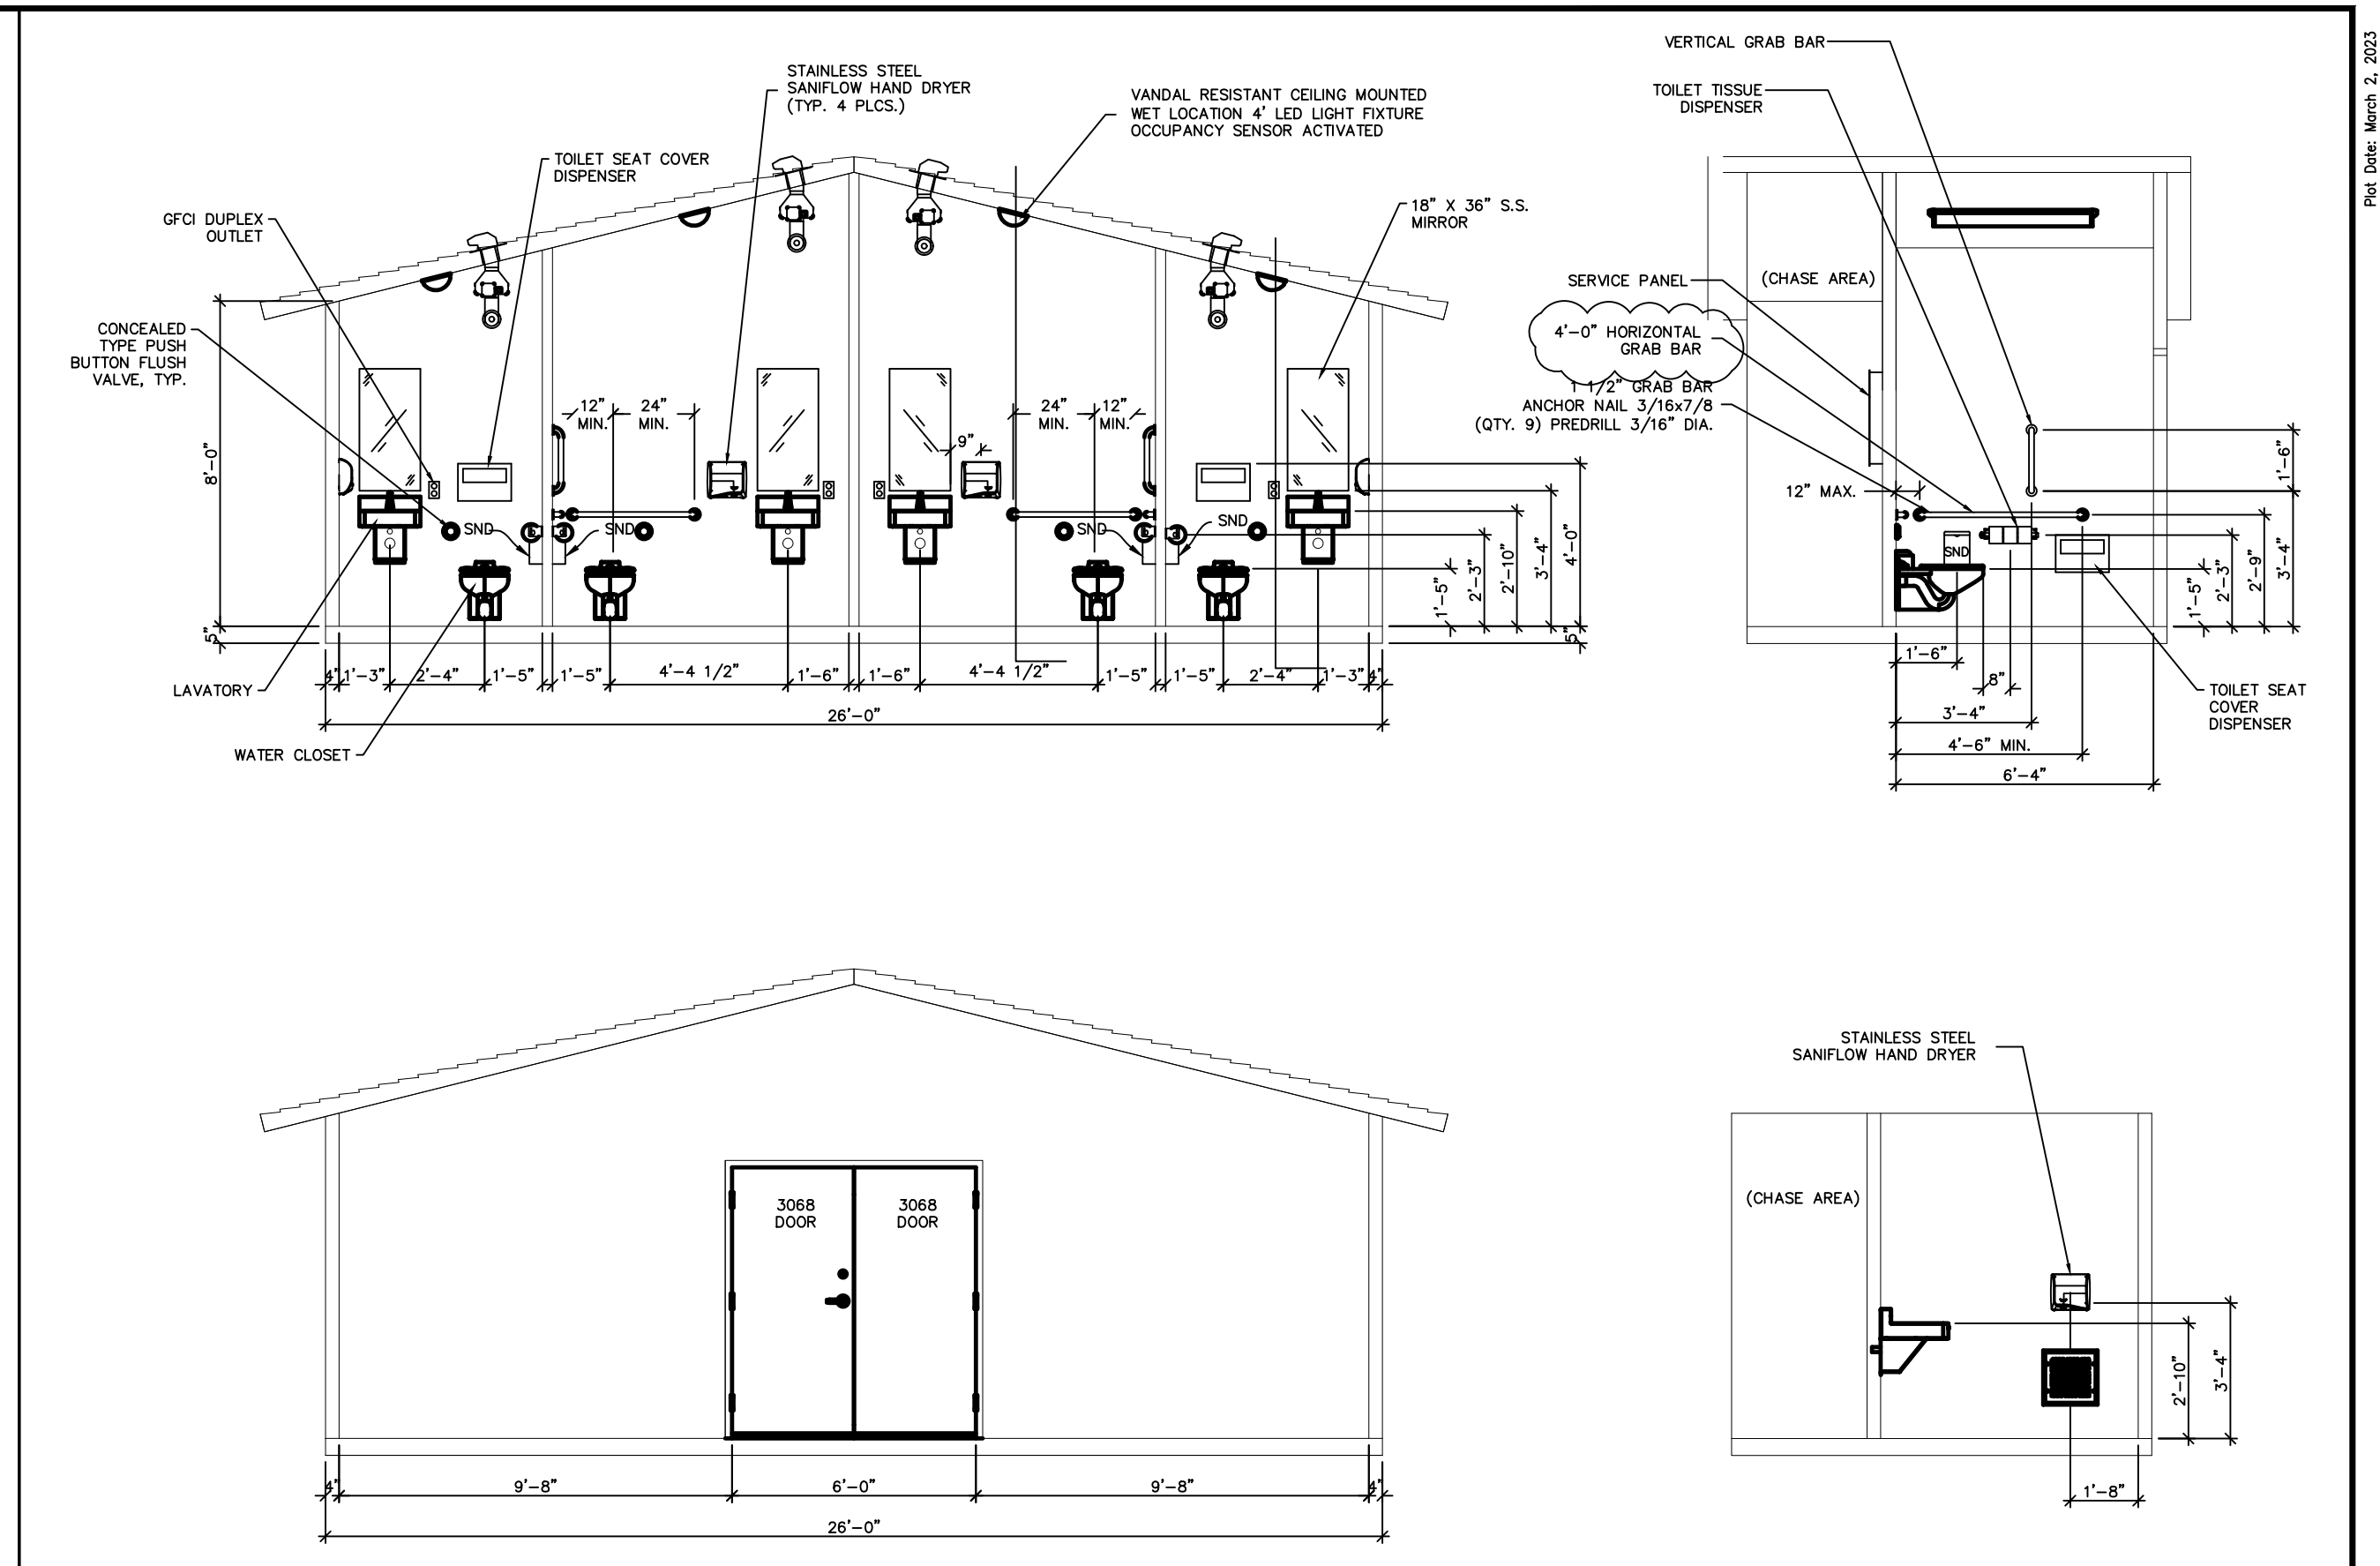 Plot Date: March 2, 2023
STAINLESS STEEL
SANIFLOW HAND DRYER
(TYP. 4 PLCS.)
VANDAL RESISTANT CEILING MOUNTED
WET LOCATION 4' LED LIGHT FIXTURE
OCCUPANCY SENSOR ACTIVATED
TOILET SEAT COVER
DISPENSER
GFCI DUPLEX
OUTLET
18" X 36" S.S.
MIRROR
CONCEALED
TYPE PUSH
BUTTON FLUSH
VALVE, TYP.
8'-0"
5"
12"
MIN.
24"
MIN.
9"
24"
MIN.
12"
MIN.
SND
SND
SND
SND
1'-5"
2'-3"
2'-10"
3'-4"
4'-0"
5"
LAVATORY
WATER CLOSET
4"
1'-3"
2'-4"
1'-5"
1'-5"
4'-4 1/2"
1'-6"
1'-6"
4'-4 1/2"
1'-5"
1'-5"
2'-4"
1'-3"
4"
26'-0"
VERTICAL GRAB BAR
TOILET TISSUE
DISPENSER
SERVICE PANEL
(CHASE AREA)
4'-0" HORIZONTAL
GRAB BAR
1 1/2" GRAB BAR
ANCHOR NAIL 3/16x7/8
(QTY. 9) PREDRILL 3/16" DIA.
12" MAX.
SND
1'-6"
1'-5"
2'-3"
2'-9"
3'-4"
1'-6"
8"
3'-4"
4'-6" MIN.
6'-4"
TOILET SEAT
COVER
DISPENSER
3068
DOOR
3068
DOOR
4"
9'-8"
6'-0"
9'-8"
4"
26'-0"
STAINLESS STEEL
SANIFLOW HAND DRYER
(CHASE AREA)
2'-10"
3'-4"
1'-8"